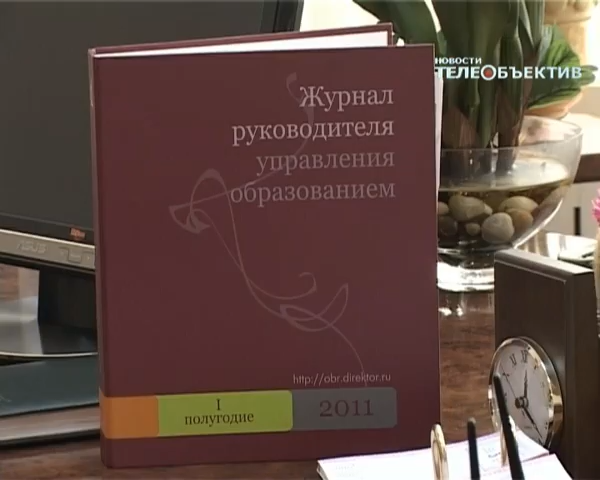 НОВОСТИ
ТЕЛЕОБЪЕКТИВ
Журнал
руководителя
управления
образованием
http://obr.direktor.ru
I
полугодие
2011